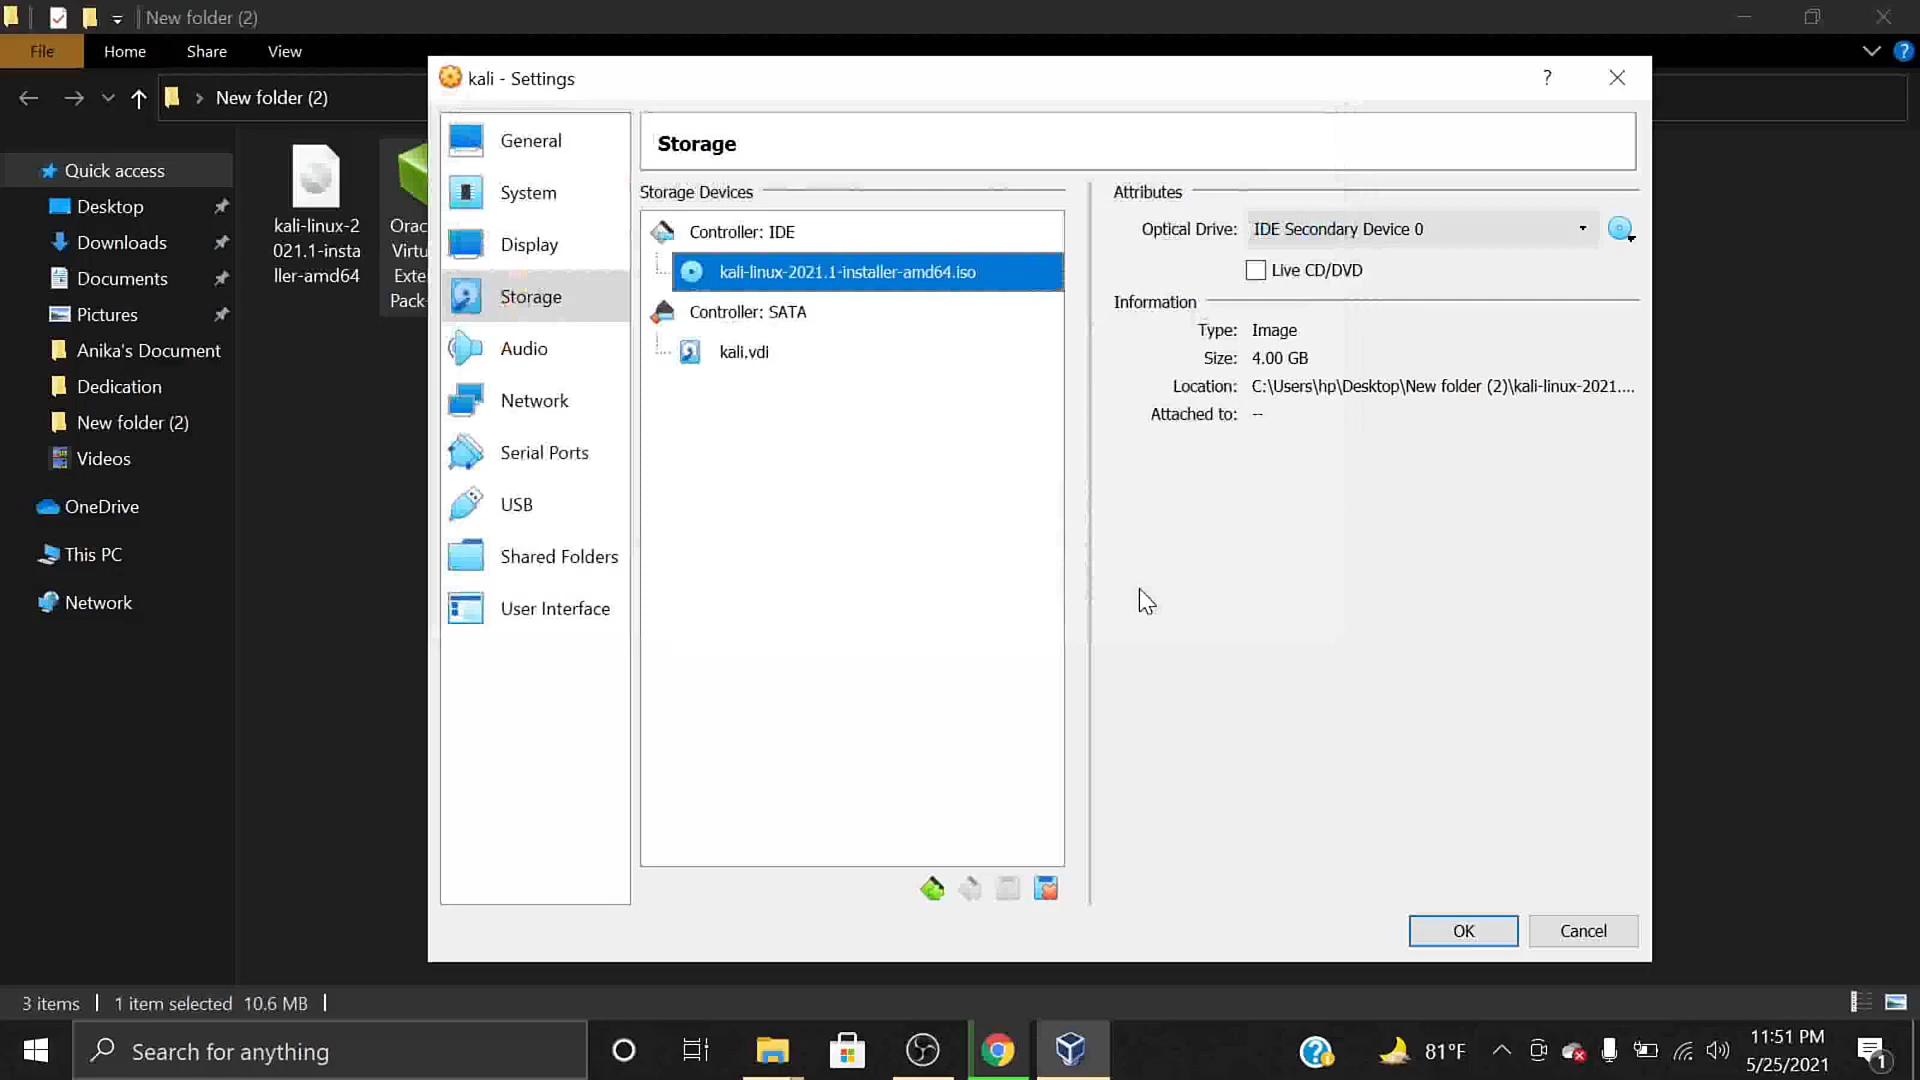 New folder (2)
File
Home
Share
View
New folder (2)
Quick access
Desktop
Downloads
Documents
Pictures
Anika's Document
Dedication
New folder (2)
Videos
OneDrive
This PC
Network
kali-linux-2
021.1-insta
ller-amd64
Orac
Virtu
Exte
Pack-
kali - Settings
?
General
System
Display
Storage
Audio
Network
Serial Ports
USB
Shared Folders
User Interface
Storage
Storage Devices
Controller: IDE
kali-linux-2021.1-installer-amd64.iso
Controller: SATA
kali.vdi
Attributes
Optical Drive: IDE Secondary Device 0
Live CD/DVD
Information
Type: Image
Size: 4.00 GB
Location: C:\Users\hp\Desktop\New folder (2)\kali-linux-2021....
Attached to: --
OK
Cancel
3 items
1 item selected 10.6 MB
Search for anything
81°F
11:51 PM
5/25/2021
1